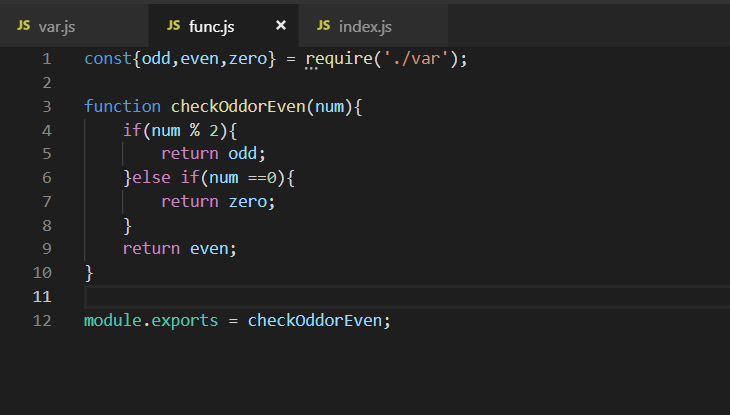 JS var.js JS func.js × JS index.js
1 const{odd,even,zero} = require('./var');
2
3 function checkOddorEven(num){
4     if(num % 2){
5         return odd;
6     }else if(num ==0){
7         return zero;
8     }
9     return even;
10 }
11
12 module.exports = checkOddorEven;